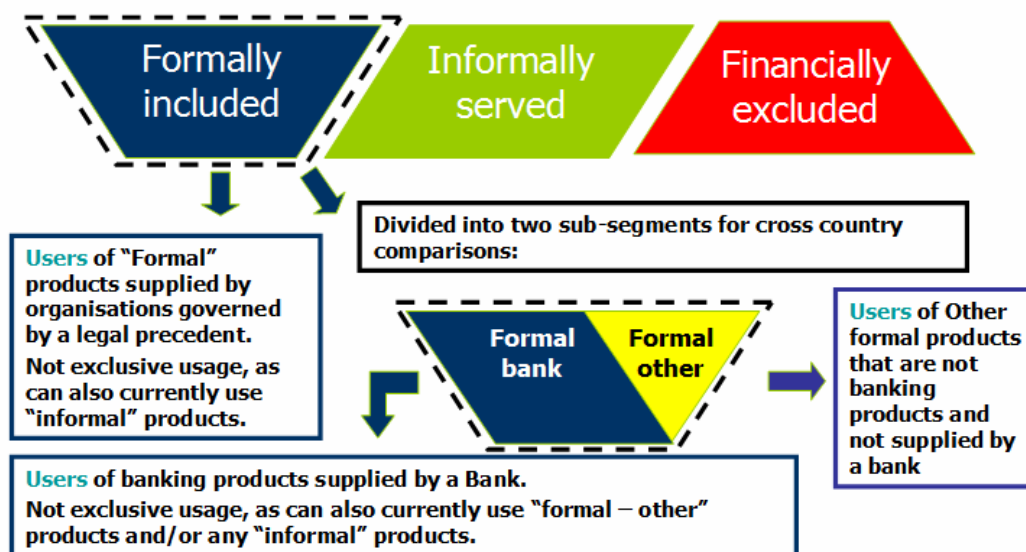 Formally
included
Informally
served
Financially
excluded
Divided into two sub-segments for cross country
comparisons:
Users of “Formal”
products supplied by
organisations governed
by a legal precedent.
Not exclusive usage, as
can also currently use
“informal” products.
Formal
bank
Formal
other
Users of Other
formal products
that are not
banking
products and
not supplied by
a bank
Users of banking products supplied by a Bank.
Not exclusive usage, as can also currently use “formal – other”
products and/or any “informal” products.